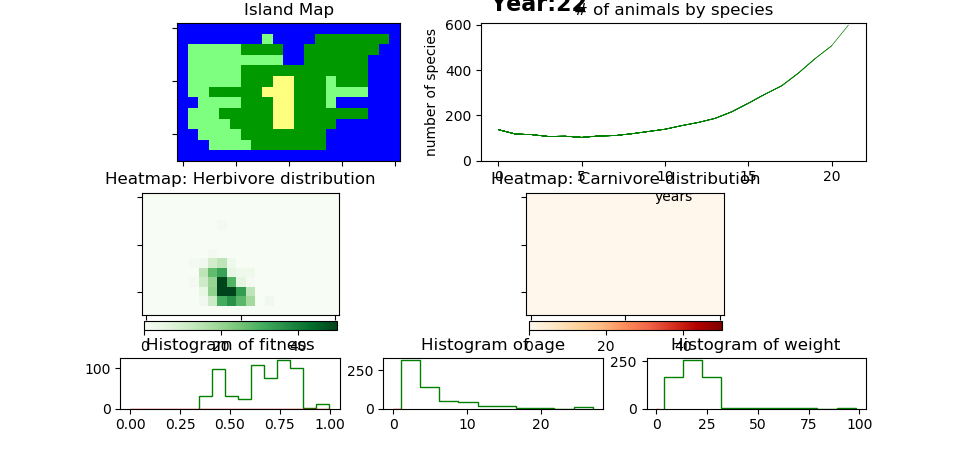 Year:22
Island Map
# of animals by species
number of species
600
400
200
0
0 5 10 15 20
years
Heatmap: Herbivore distribution
Heatmap: Carnivore distribution
0 20 40
0 20 40
Histogram of fitness
Histogram of age
Histogram of weight
100
0
0.00 0.25 0.50 0.75 1.00
250
0
0 10 20
250
0
0 25 50 75 100